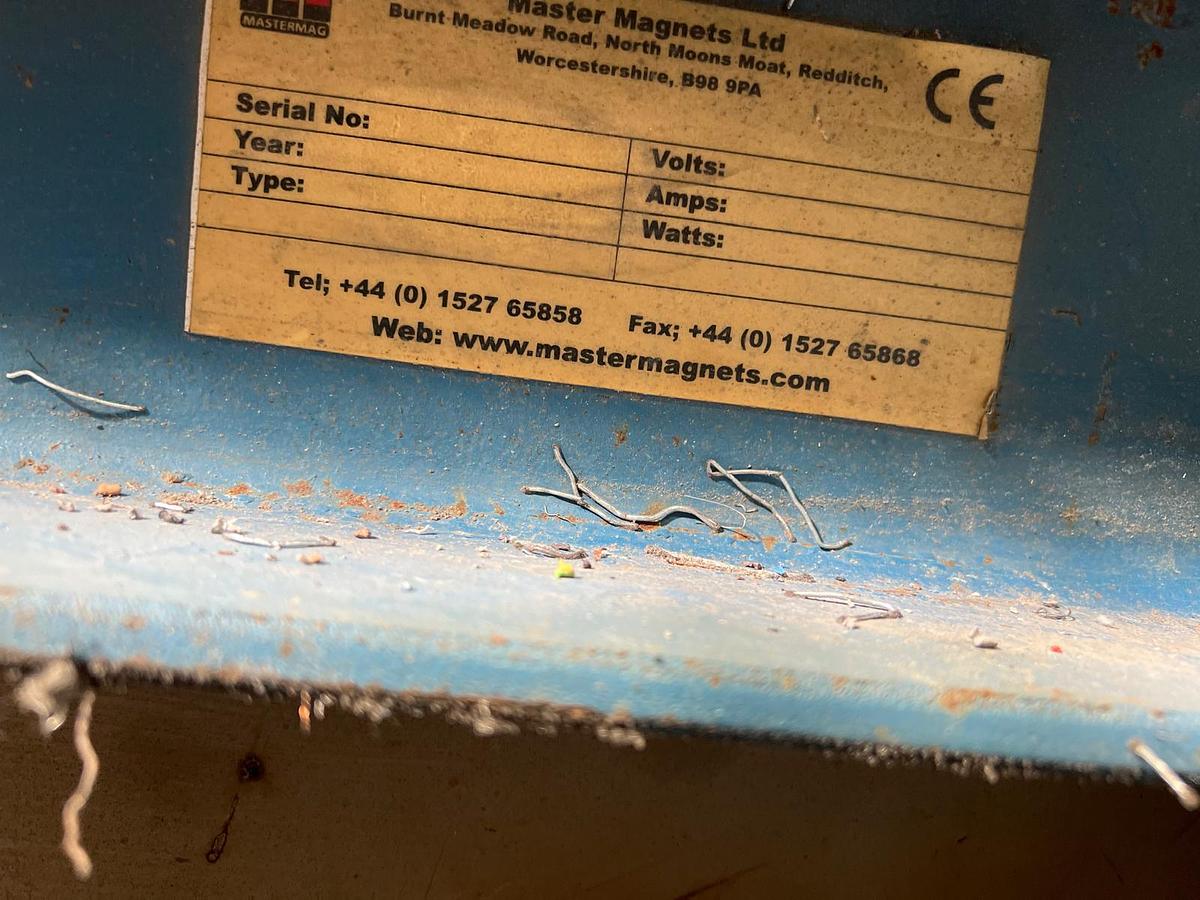 MASTERMAG
Master Magnets Ltd
Burnt Meadow Road, North Moons Moat, Redditch,
Worcestershire, B98 9PA
CE
Serial No:
Year:
Type:
Volts:
Amps:
Watts:
Tel; +44 (0) 1527 65858 Fax; +44 (0) 1527 65868
Web: www.mastermagnets.com